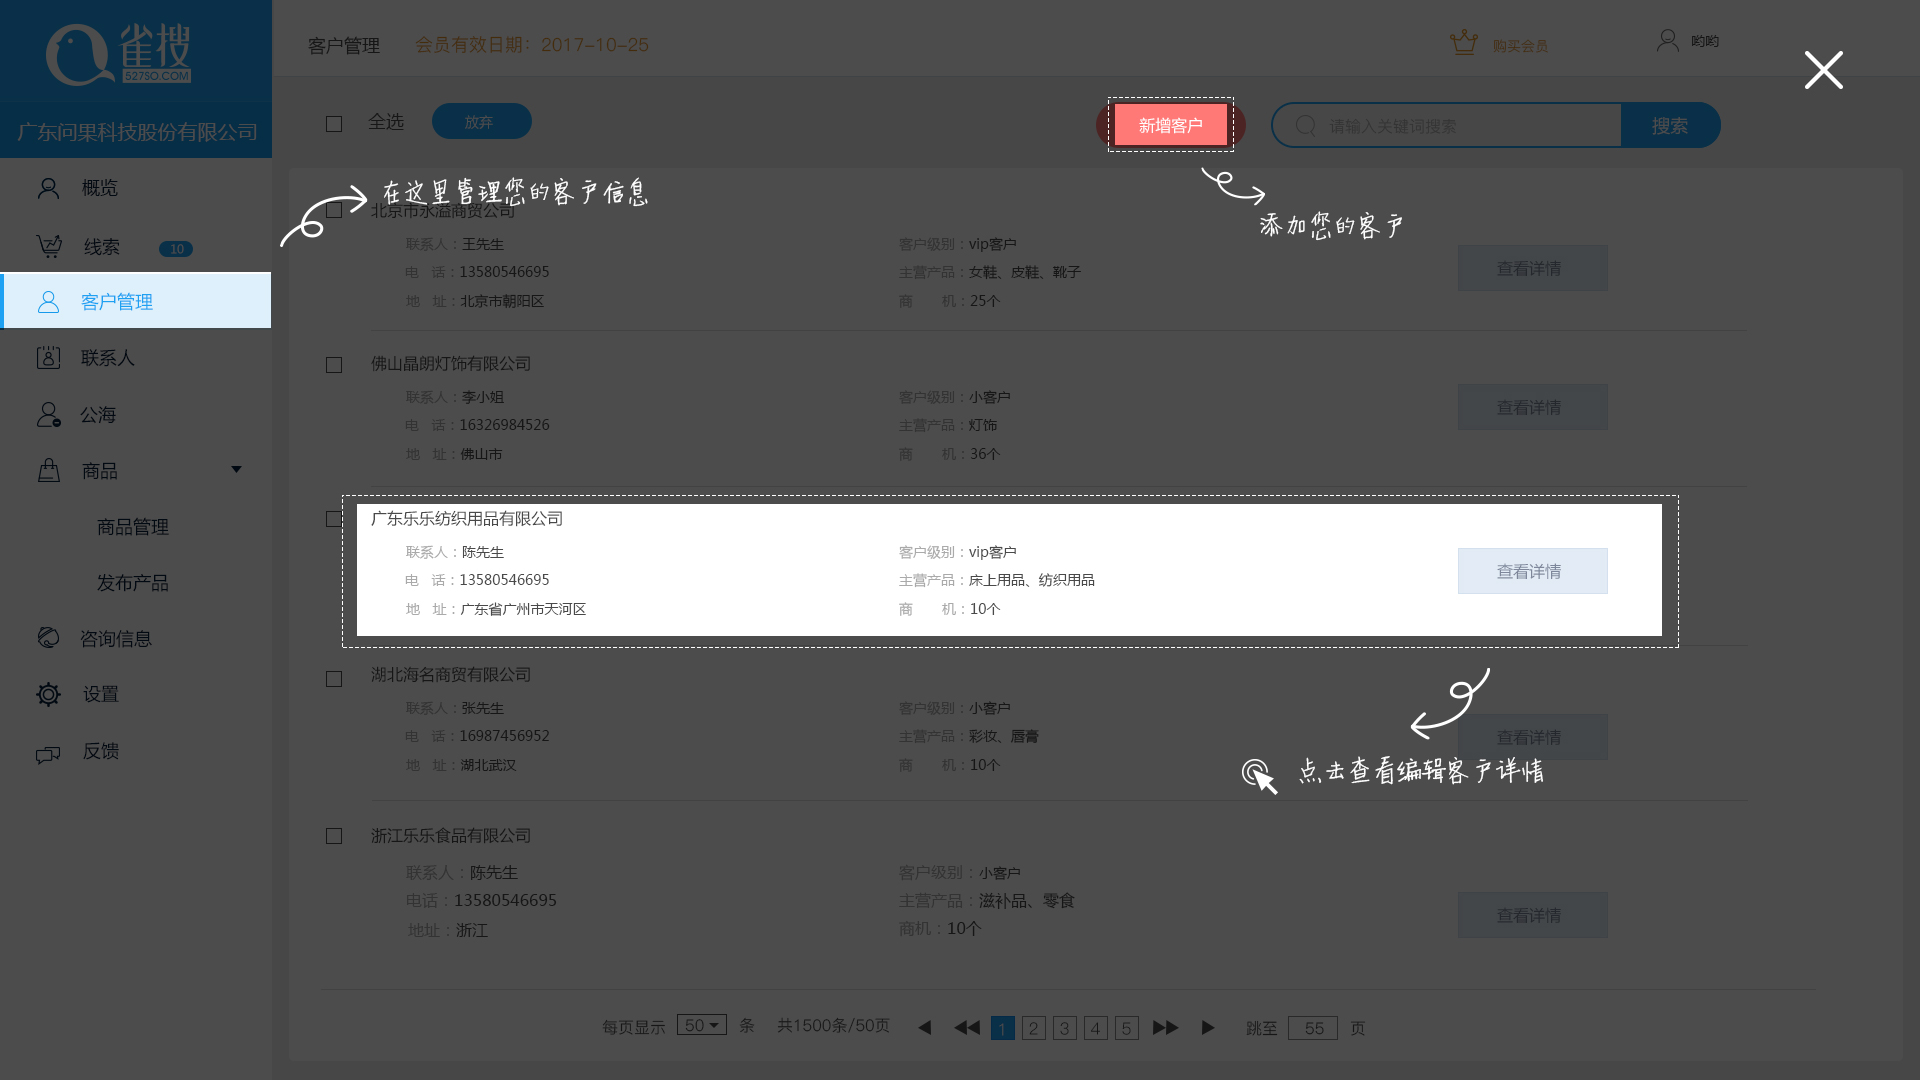 雀搜
527SO.COM
广东问果科技股份有限公司
概览
线索 10
客户管理
联系人
公海
商品
商品管理
发布产品
咨询信息
设置
反馈
客户管理 会员有效日期：2017-10-25 购买会员 哟哟
全选 放弃 新增客户 请输入关键词搜索 搜索
在这里管理您的客户信息
添加您的客户
北京市永溢商贸公司
联系人：王先生 客户级别：vip客户
电 话：13580546695 主营产品：女鞋、皮鞋、靴子 查看详情
地 址：北京市朝阳区 商 机：25个
佛山晶朗灯饰有限公司
联系人：李小姐 客户级别：小客户 查看详情
电 话：16326984526 主营产品：灯饰
地 址：佛山市 商 机：36个
广东乐乐纺织用品有限公司
联系人：陈先生 客户级别：vip客户
电 话：13580546695 主营产品：床上用品、纺织用品 查看详情
地 址：广东省广州市天河区 商 机：10个
湖北海名商贸有限公司
联系人：张先生 客户级别：小客户
电 话：16987456952 主营产品：彩妆、唇膏 查看详情
地 址：湖北武汉 商 机：10个
点击查看编辑客户详情
浙江乐乐食品有限公司
联系人：陈先生 客户级别：小客户
电话：13580546695 主营产品：滋补品、零食 查看详情
地址：浙江 商机：10个
每页显示 50 条 共1500条/50页 1 2 3 4 5 跳至 55 页